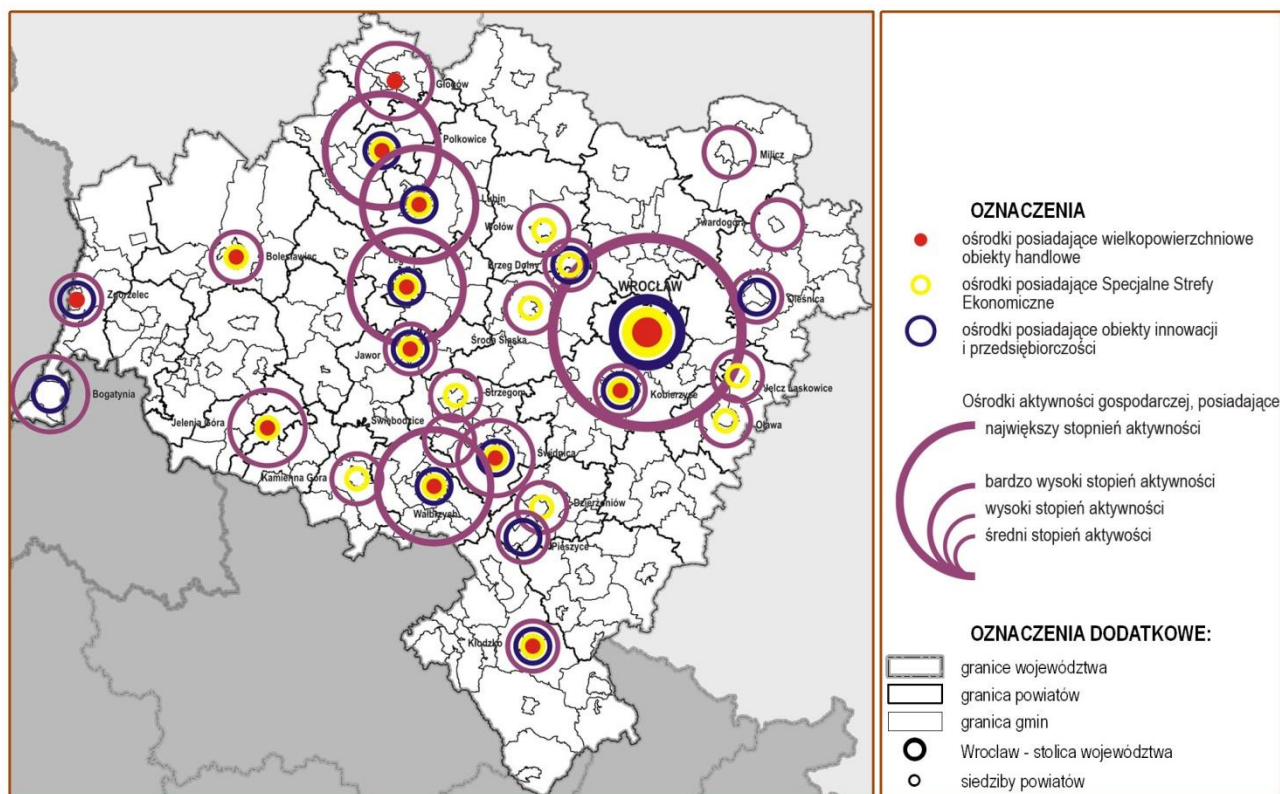 Głogów
Polkowice
Lubin
Milicz
Twardogóra
Wołów
Bolesławiec
Brzeg Dolny
Zgorzelec
WROCŁAW
Oleśnica
Środa Śląska
Jawor
Bogatynia
Strzegom
Kobierzyce
Jelcz Laskowice
Jelenia Góra
Świębodzice
Oława
Świdnica
Kamienna Góra
Dzierżoniów
Wałbrzych
Pieszyce
Kłodzko
OZNACZENIA
ośrodki posiadające wielkopowierzchniowe
obiekty handlowe
ośrodki posiadające Specjalne Strefy
Ekonomiczne
ośrodki posiadające obiekty innowacji
i przedsiębiorczości
Ośrodki aktywności gospodarczej, posiadające
największy stopnień aktywności
bardzo wysoki stopień aktywności
wysoki stopień aktywności
średni stopień aktywości
OZNACZENIA DODATKOWE:
granice województwa
granica powiatów
granica gmin
Wrocław - stolica województwa
siedziby powiatów